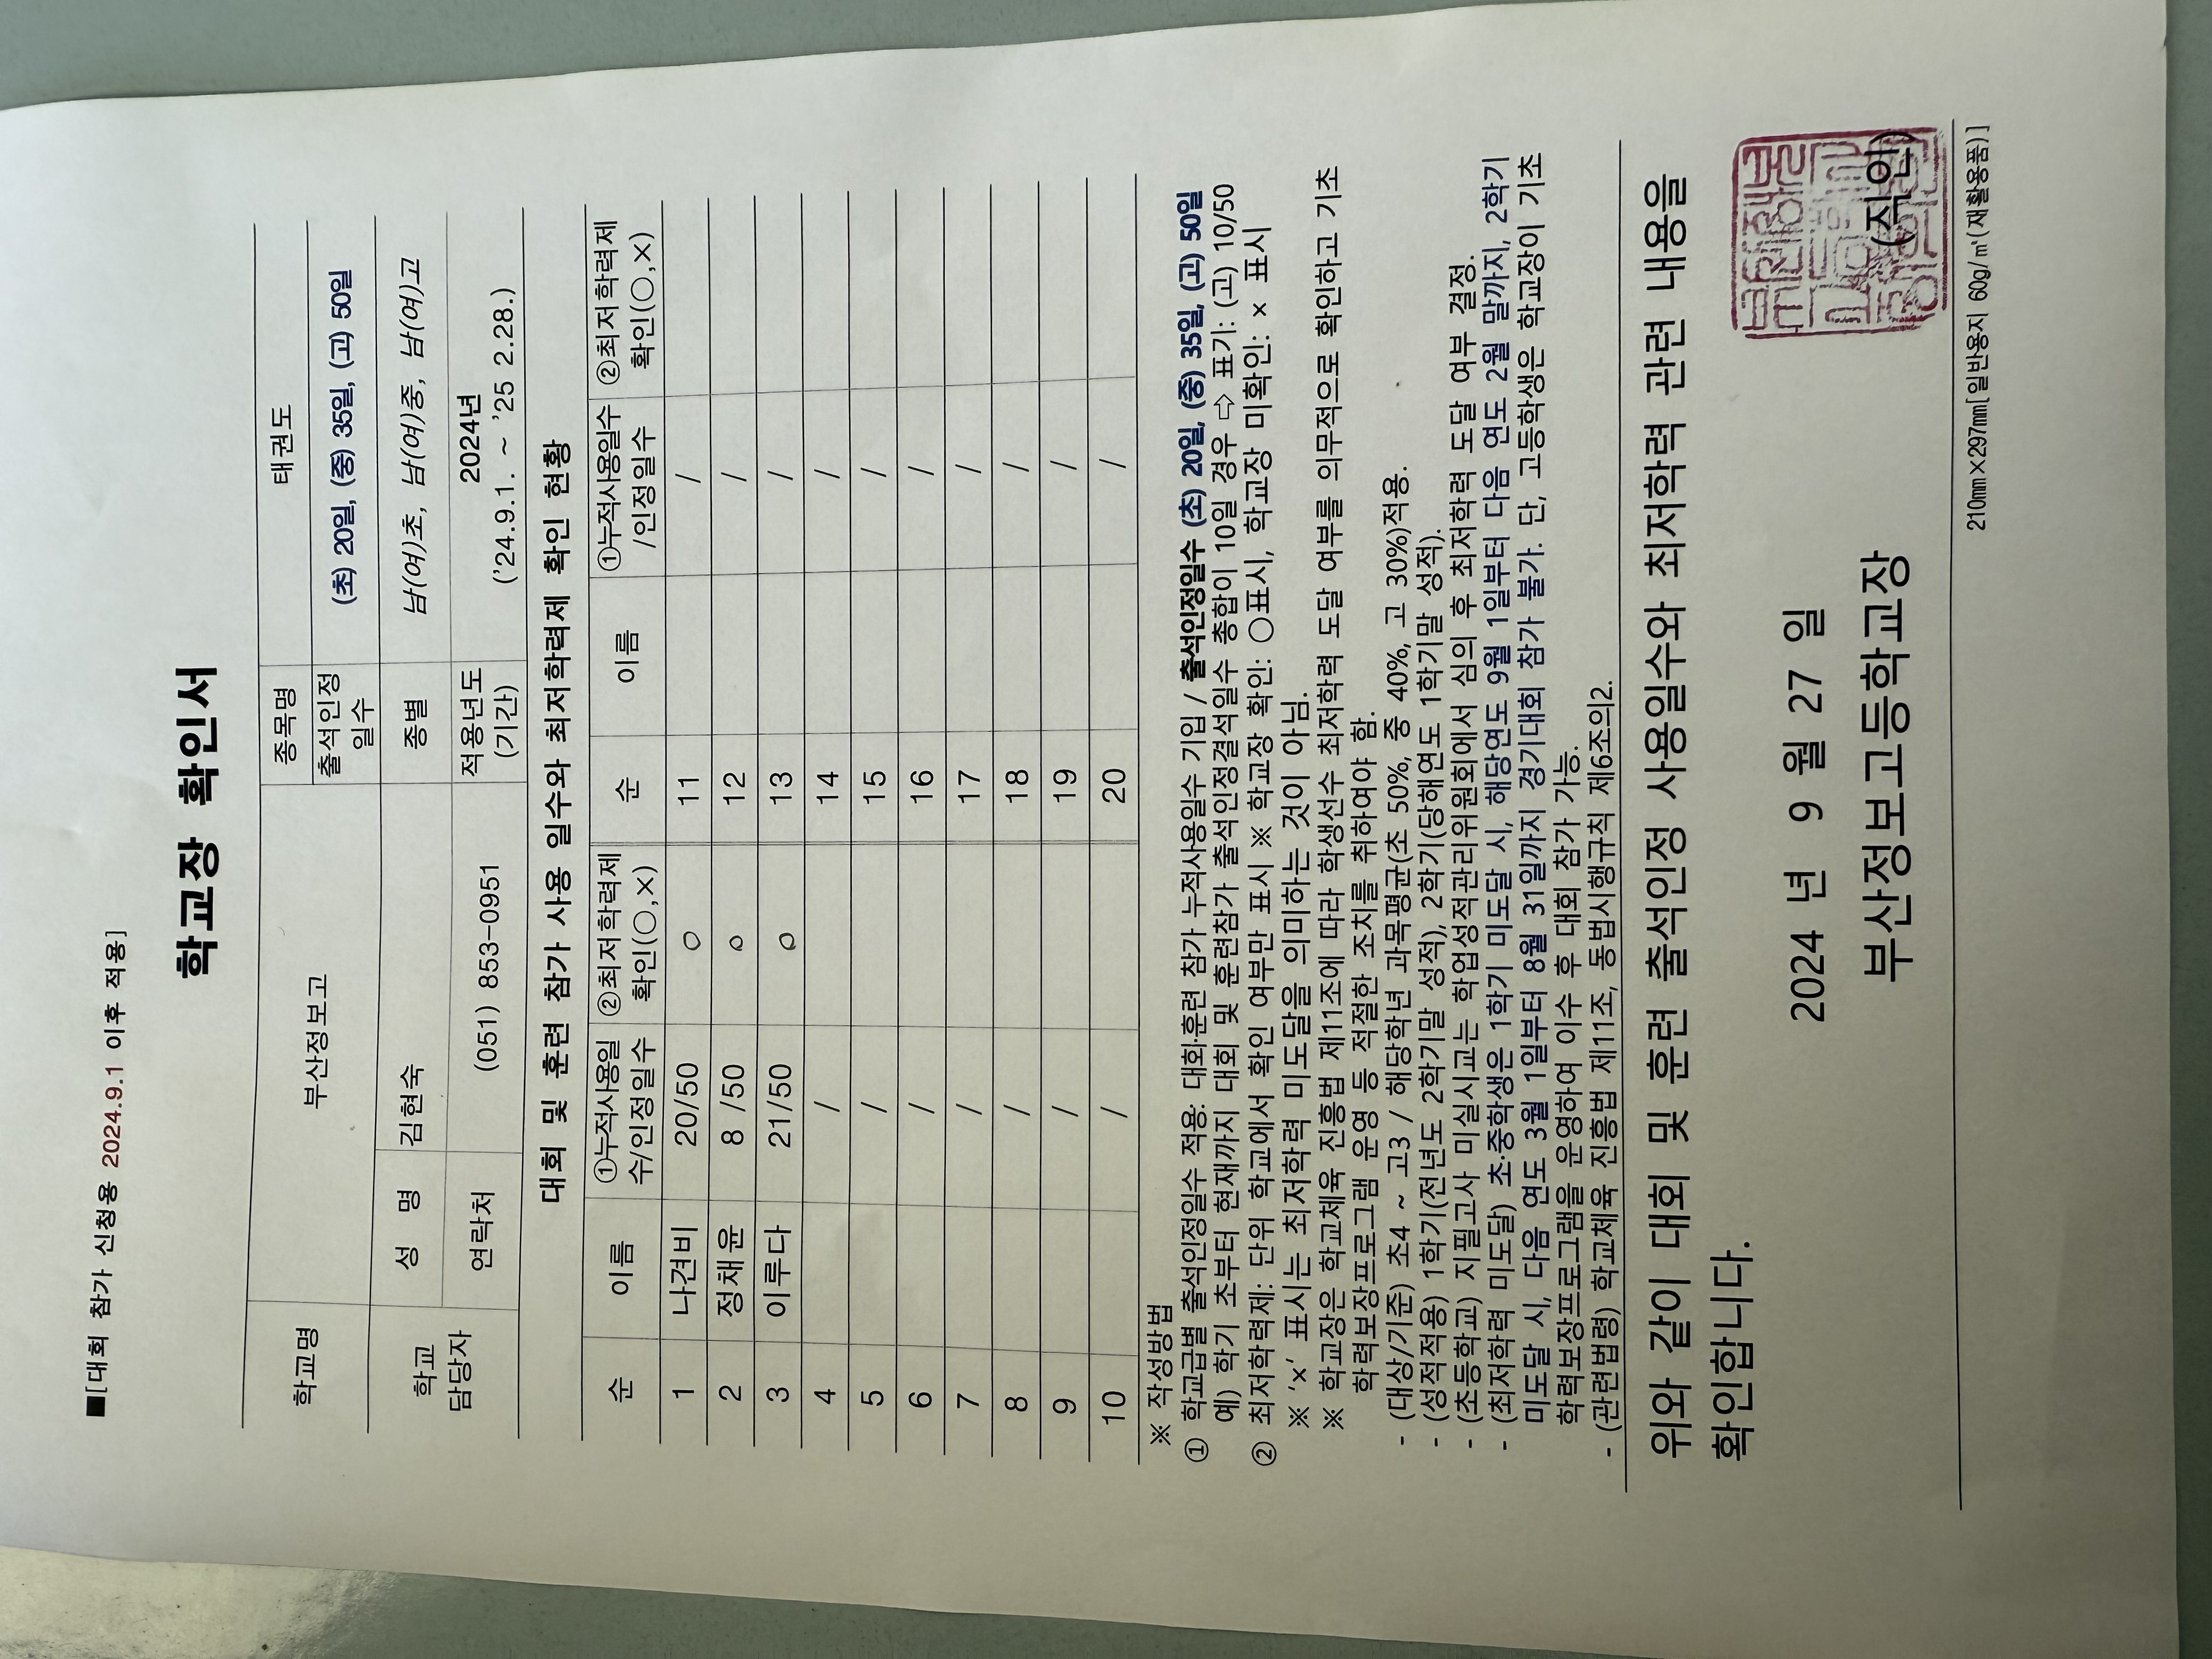 ■[대회 참가 신청용 2024.9.1 이후 적용]
학교장 확인서
학교명 부산정보고 종목명 태권도
출석인정 일수 (초) 20일, (중) 35일, (고) 50일
학교 담당자 성 명 김현숙 종별 남(여)초, 남(여)중, 남(여)고
연락처 (051) 853-0951 적용년도 (기간) 2024년
('24.9.1. ~ '25 2.28.)
대회 및 훈련 참가 사용 일수와 최저학력제 확인 현황
순 이름 ①누적사용일수/인정일수 ②최저학력제 확인(○,×) 순 이름 ①누적사용일수/인정일수 ②최저학력제 확인(○,×)
1 나견비 20/50 ○ 11 /
2 정채윤 8 /50 ○ 12 /
3 이루다 21/50 ○ 13 /
4 / 14 /
5 / 15 /
6 / 16 /
7 / 17 /
8 / 18 /
9 / 19 /
10 / 20 /
※ 작성방법
① 학교급별 출석인정일수 적용: 대회·훈련 참가 누적사용일수 기입 / 출석인정일수 (초) 20일, (중) 35일, (고) 50일
예) 학기 초부터 현재까지 대회 및 훈련참가 출석인정결석일수 총합이 10일 경우 ⇨ 표기: (고) 10/50
② 최저학력제: 단위 학교에서 확인 여부만 표시 ※ 학교장 확인: ○표시, 학교장 미확인: × 표시
※ '×' 표시는 최저학력 미도달을 의미하는 것이 아님.
※ 학교장은 학교체육 진흥법 제11조에 따라 학생선수 최저학력 도달 여부를 의무적으로 확인하고 기초
학력보장프로그램 운영 등 적절한 조치를 취하여야 함.
- (대상/기준) 초4 ~ 고3 / 해당학년 과목평균(초 50%, 중 40%, 고 30%)적용.
- (성적적용) 1학기(전년도 2학기말 성적), 2학기(당해연도 1학기말 성적).
- (초등학교) 지필고사 미실시교는 학업성적관리위원회에서 심의 후 최저학력 도달 여부 결정.
- (최저학력 미도달) 초·중학생은 1학기 미도달 시, 해당연도 9월 1일부터 다음 연도 2월 말까지, 2학기
미도달 시, 다음 연도 3월 1일부터 8월 31일까지 경기대회 참가 불가. 단, 고등학생은 학교장이 기초
학력보장프로그램을 운영하여 이수 후 대회 참가 가능.
- (관련법령) 학교체육 진흥법 제11조, 동법시행규칙 제6조의2.
위와 같이 대회 및 훈련 출석인정 사용일수와 최저학력 관련 내용을
확인합니다.
2024 년 9 월 27 일
부산정보고등학교장 (직인)
210mm×297mm[일반용지 60g/㎡(재활용품)]